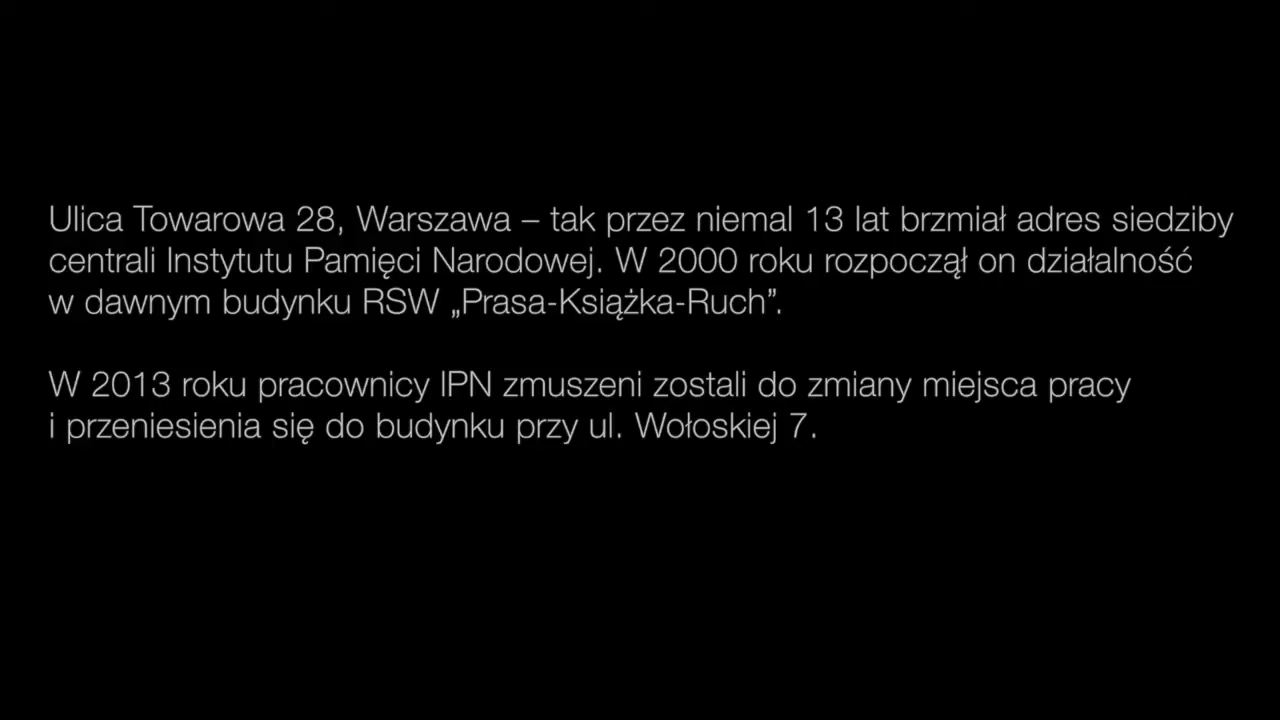 Ulica Towarowa 28, Warszawa – tak przez niemal 13 lat brzmiał adres siedziby
centrali Instytutu Pamięci Narodowej. W 2000 roku rozpoczął on działalność
w dawnym budynku RSW „Prasa-Książka-Ruch”.
W 2013 roku pracownicy IPN zmuszeni zostali do zmiany miejsca pracy
i przeniesienia się do budynku przy ul. Wołoskiej 7.